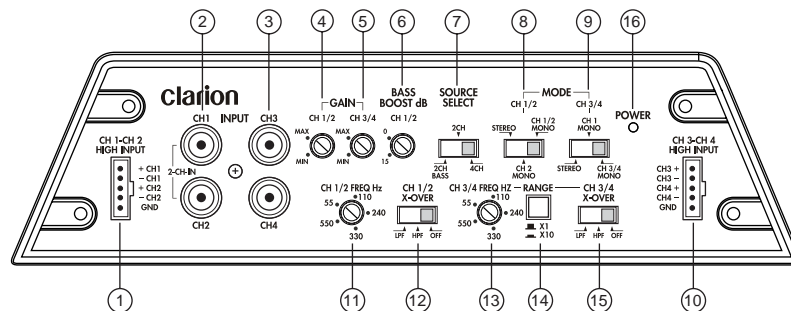 2 3 4 5 6 7 8 9 16
clarion
INPUT
CH1
CH3
GAIN
CH 1/2 CH 3/4
MAX MAX
MIN MIN
BASS
BOOST dB
CH 1/2
0
15
SOURCE
SELECT
2CH
2CH
BASS
4CH
MODE
CH 1/2
CH 3/4
STEREO
CH 1/2
MONO
CH 2
MONO
CH 1
MONO
STEREO
CH 3/4
MONO
POWER
CH 1-CH 2
HIGH INPUT
+ CH1
– CH1
+ CH2
– CH2
GND
2-CH-IN
CH2
CH4
CH 1/2 FREQ Hz
110
55
240
550
330
CH 1/2
X-OVER
LPF HPF OFF
CH 3/4 FREQ HZ
110
55
240
550
330
RANGE
X1
X10
CH 3/4
X-OVER
LPF HPF OFF
CH 3-CH 4
HIGH INPUT
CH3 +
CH3 –
CH4 +
CH4 –
GND
1 11 12 13 14 15 10